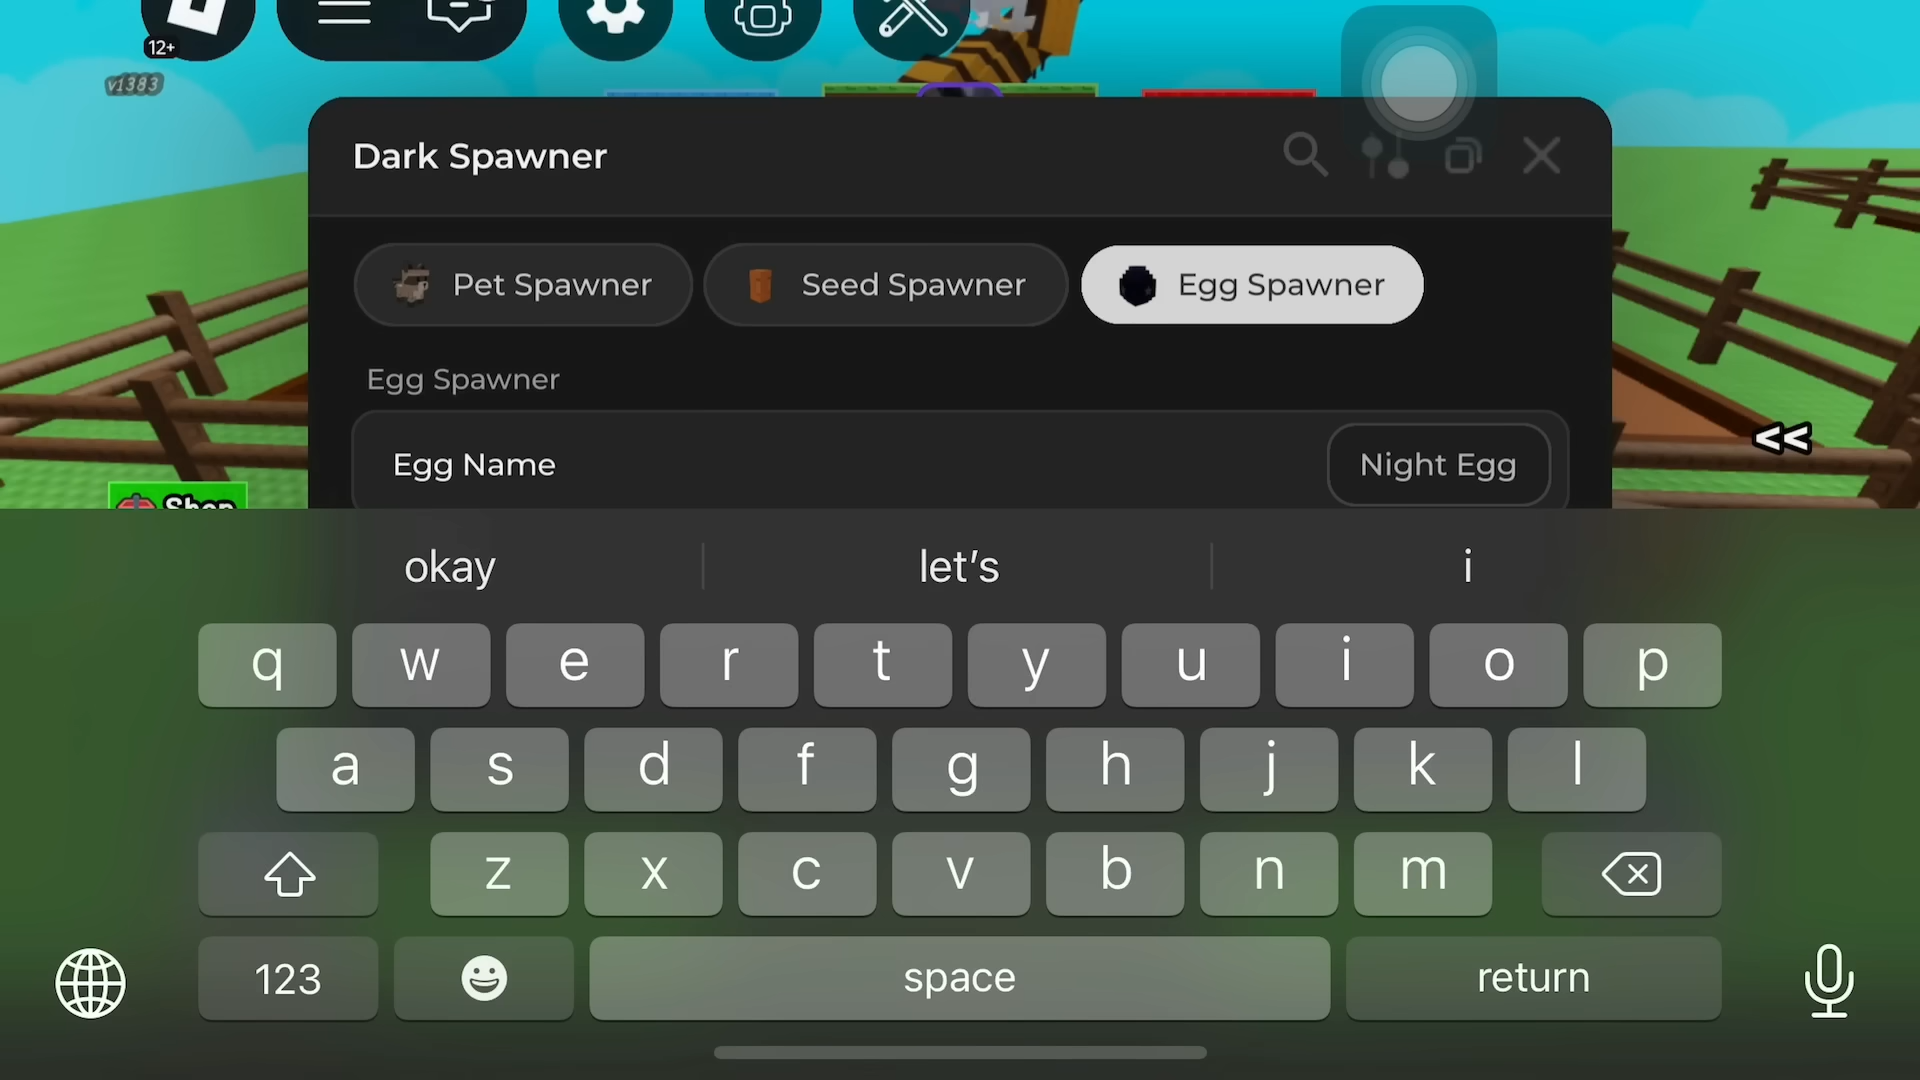 12+
v1383
Dark Spawner
Pet Spawner
Seed Spawner
Egg Spawner
Egg Spawner
Egg Name
Night Egg
<<
Shop
okay
let’s
i
q w e r t y u i o p
a s d f g h j k l
z x c v b n m
123
space
return